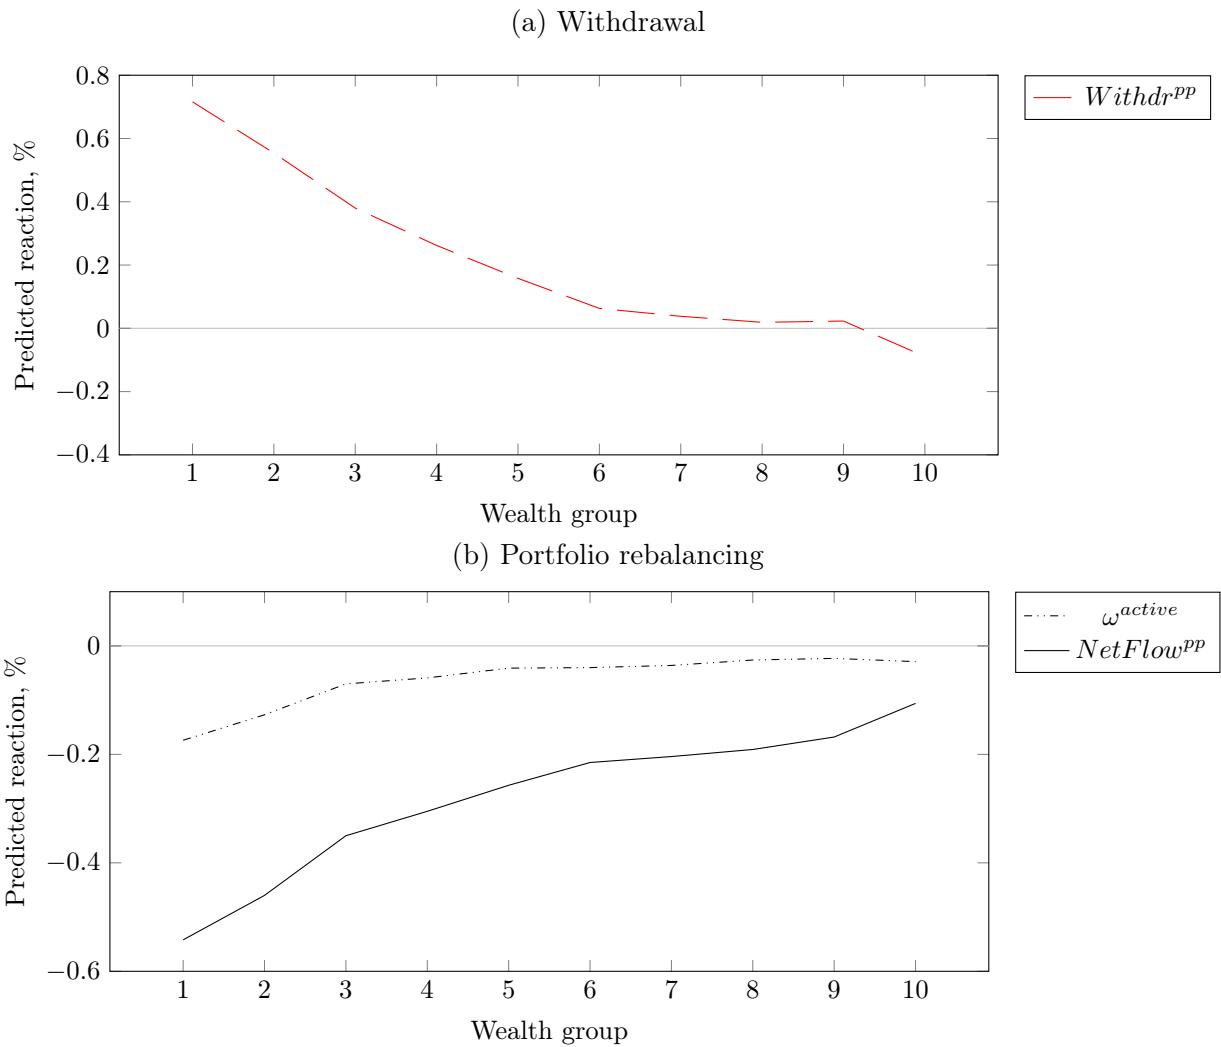 (a) Withdrawal
0.8
0.6
0.4
0.2
0
−0.2
−0.4
Predicted reaction, %
1 2 3 4 5 6 7 8 9 10
Wealth group
Withdr^pp
(b) Portfolio rebalancing
0
−0.2
−0.4
−0.6
Predicted reaction, %
1 2 3 4 5 6 7 8 9 10
Wealth group
ω^active
NetFlow^pp